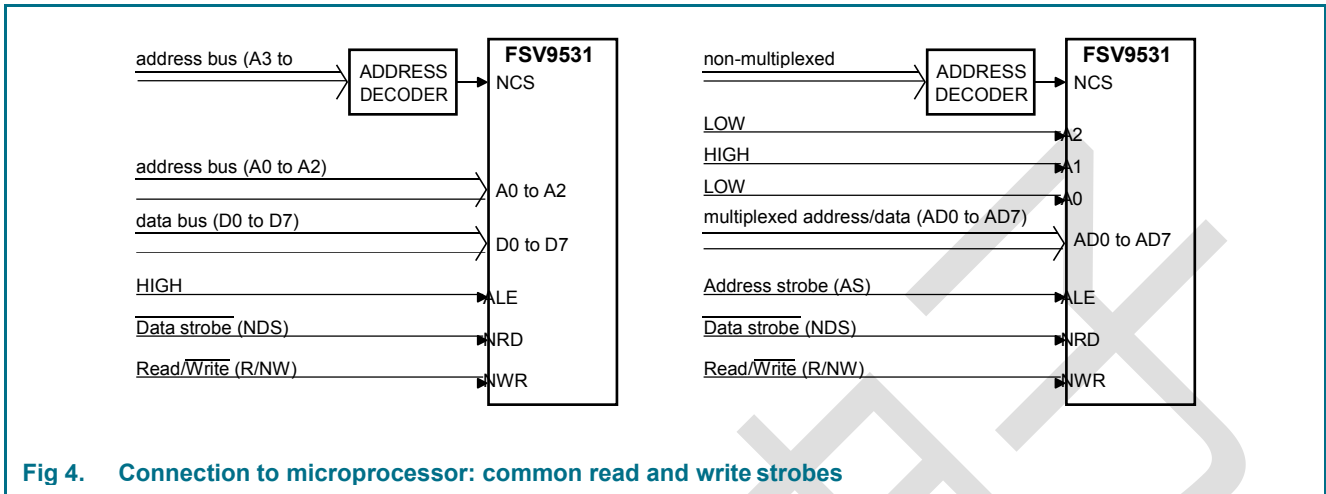 address bus (A3 to
ADDRESS
DECODER
FSV9531
NCS
address bus (A0 to A2)
A0 to A2
data bus (D0 to D7)
D0 to D7
HIGH
ALE
Data strobe (NDS)
NRD
Read/Write (R/NW)
NWR
non-multiplexed
ADDRESS
DECODER
FSV9531
NCS
LOW
A2
HIGH
A1
LOW
A0
multiplexed address/data (AD0 to AD7)
AD0 to AD7
Address strobe (AS)
ALE
Data strobe (NDS)
NRD
Read/Write (R/NW)
NWR
Fig 4. Connection to microprocessor: common read and write strobes